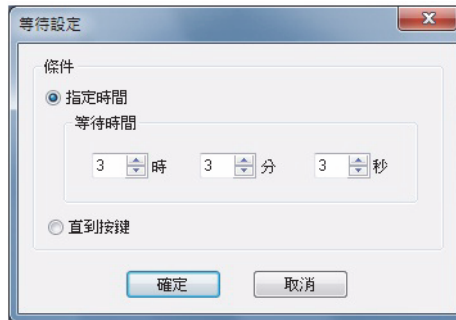 等待設定
條件
指定時間
等待時間
3 時 3 分 3 秒
直到按鍵
確定 取消